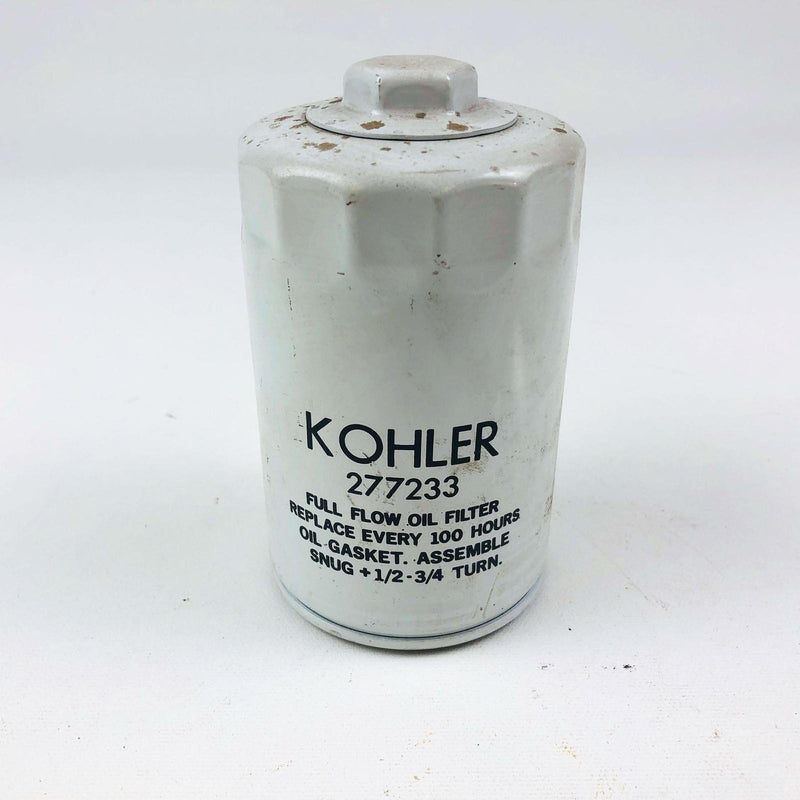 KOHLER
277233
FULL FLOW OIL FILTER
REPLACE EVERY 100 HOURS
OIL GASKET. ASSEMBLE
SNUG + 1/2 - 3/4 TURN.